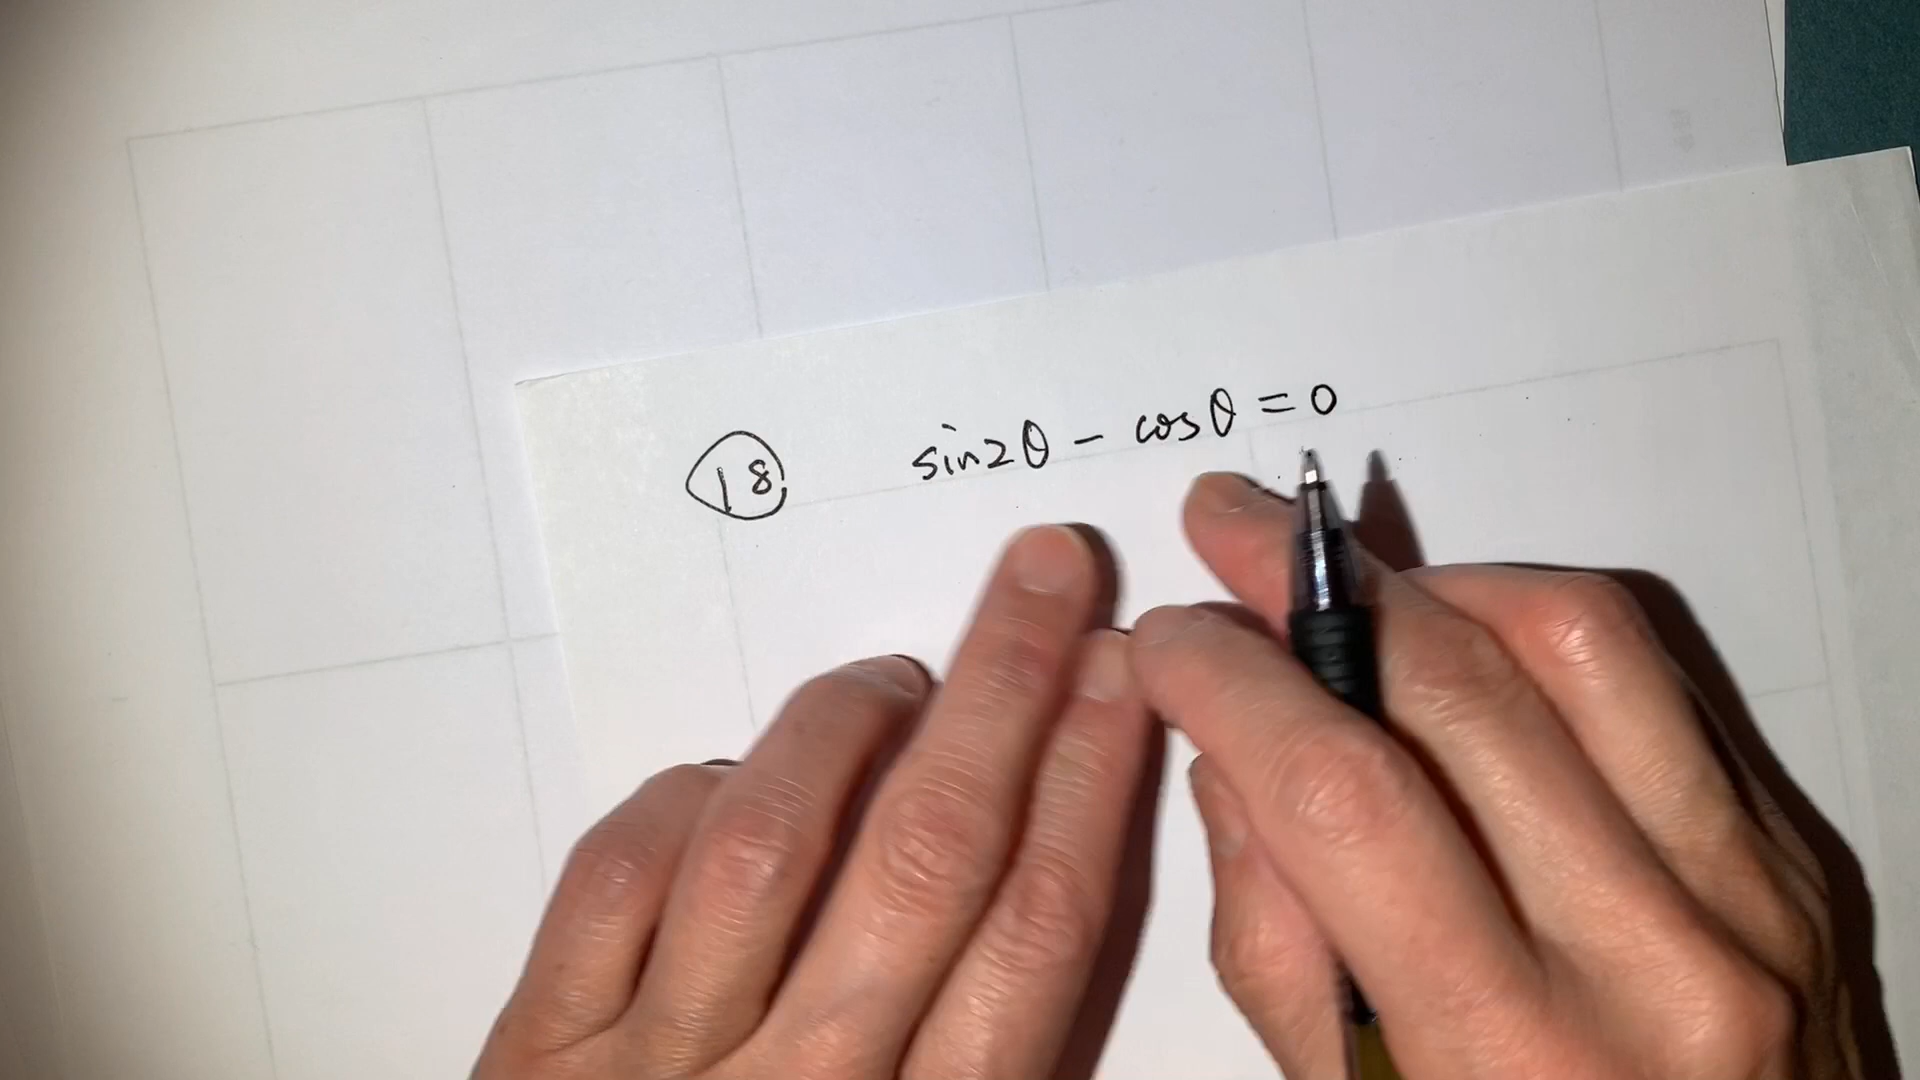 18 sin2θ - cosθ = 0